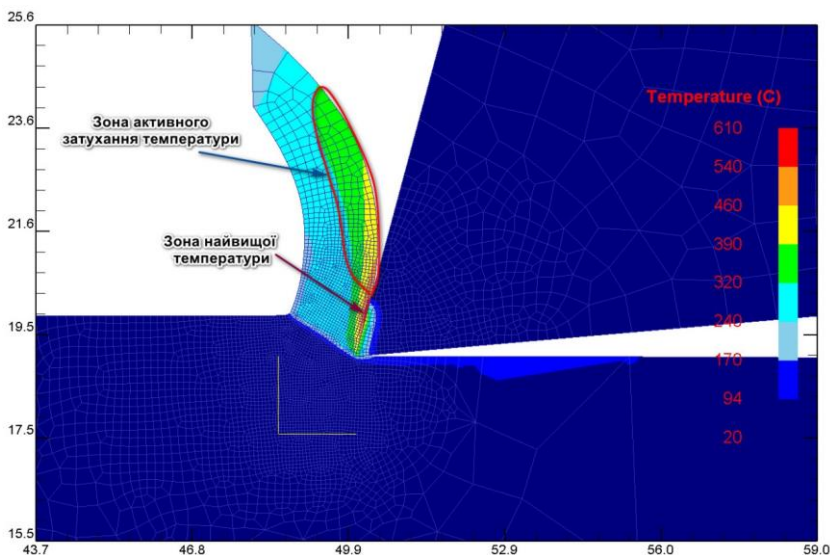 25.6
Temperature (C)
610
Зона активного
затухання температури
23.6
540
460
21.6
390
Зона найвищої
температури
320
19.5
240
170
94
17.5
20
15.5
43.7 46.8 49.9 52.9 56.0 59.0